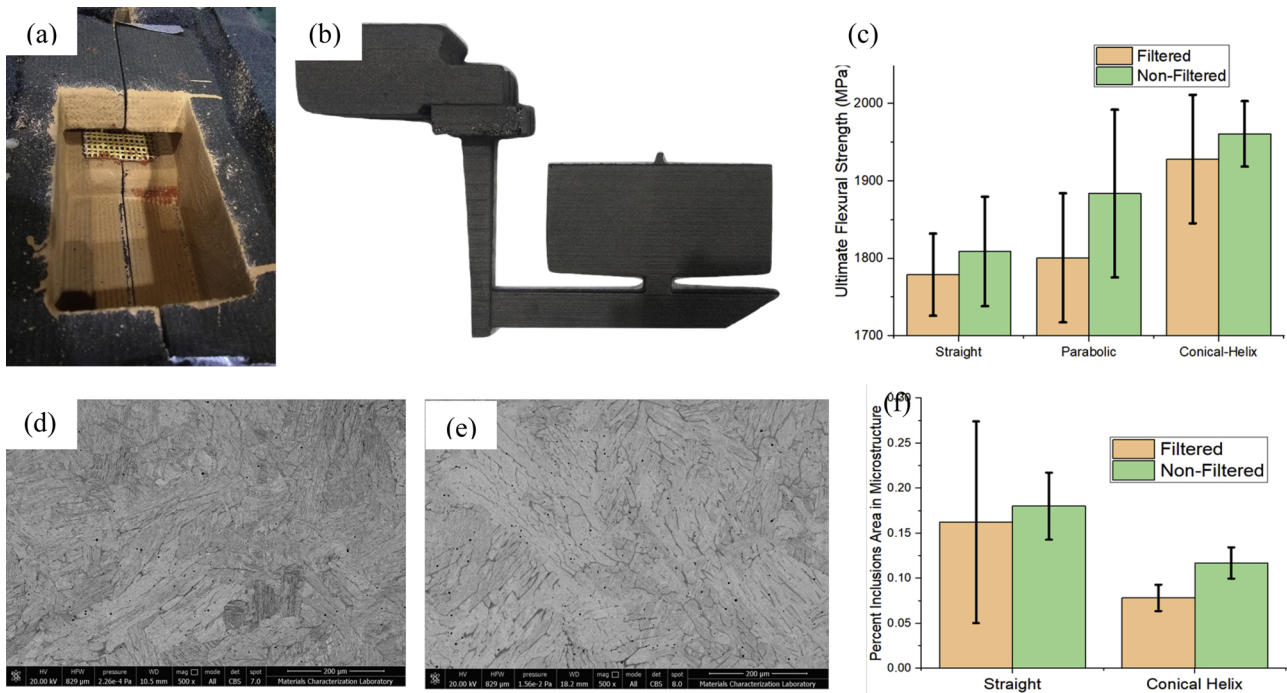 (a)
(b)
(c)
Filtered
Non-Filtered
Ultimate Flexural Strength (MPa)
2000
1900
1800
1700
Straight Parabolic Conical-Helix
(d)
HV HFW pressure WD mag mode det spot 200 µm
20.00 kV 829 µm 2.26e-4 Pa 10.5 mm 500 x All CBS 7.0 Materials Characterization Laboratory
(e)
HV HFW pressure WD mag mode det spot 200 µm
20.00 kV 829 µm 1.56e-2 Pa 18.2 mm 500 x All CBS 8.0 Materials Characterization Laboratory
(f)
Filtered
Non-Filtered
Percent Inclusions Area in Microstructure
0.30
0.25
0.20
0.15
0.10
0.05
0.00
Straight Conical Helix